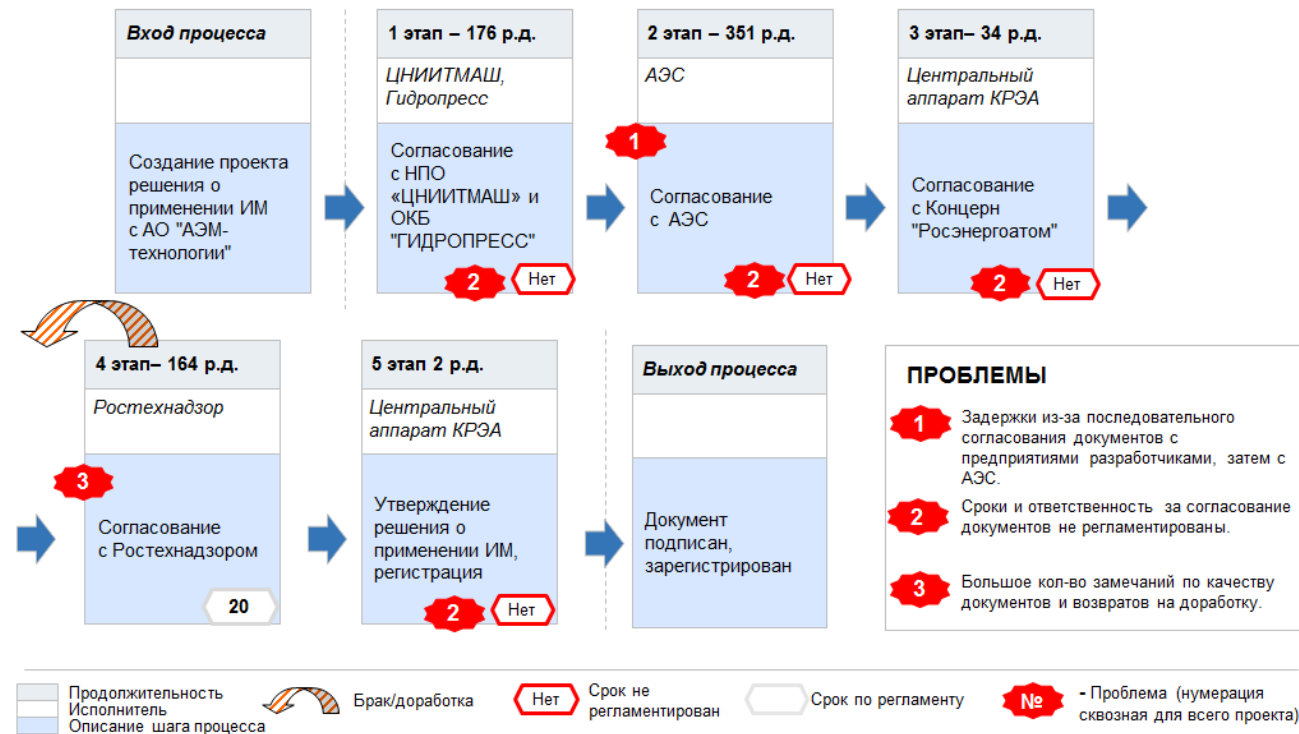 Вход процесса
Создание проекта
решения о
применении ИМ
с АО "АЭМ-
технологии"
1 этап – 176 р.д.
ЦНИИТМАШ,
Гидропресс
Согласование
с НПО
«ЦНИИТМАШ» и
ОКБ
"ГИДРОПРЕСС"
2
Нет
2 этап – 351 р.д.
АЭС
1
Согласование
с АЭС
2
Нет
3 этап– 34 р.д.
Центральный
аппарат КРЭА
Согласование
с Концерн
"Росэнергоатом"
2
Нет
4 этап– 164 р.д.
Ростехнадзор
3
Согласование
с Ростехнадзором
20
5 этап 2 р.д.
Центральный
аппарат КРЭА
Утверждение
решения о
применении ИМ,
регистрация
2
Нет
Выход процесса
Документ
подписан,
зарегистрирован
ПРОБЛЕМЫ
1
Задержки из-за последовательного
согласования документов с
предприятиями разработчиками, затем с
АЭС.
2
Сроки и ответственность за согласование
документов не регламентированы.
3
Большое кол-во замечаний по качеству
документов и возвратов на доработку.
Продолжительность
Исполнитель
Описание шага процесса
Брак/доработка
Нет
Срок не
регламентирован
Срок по регламенту
№
- Проблема (нумерация
сквозная для всего проекта)